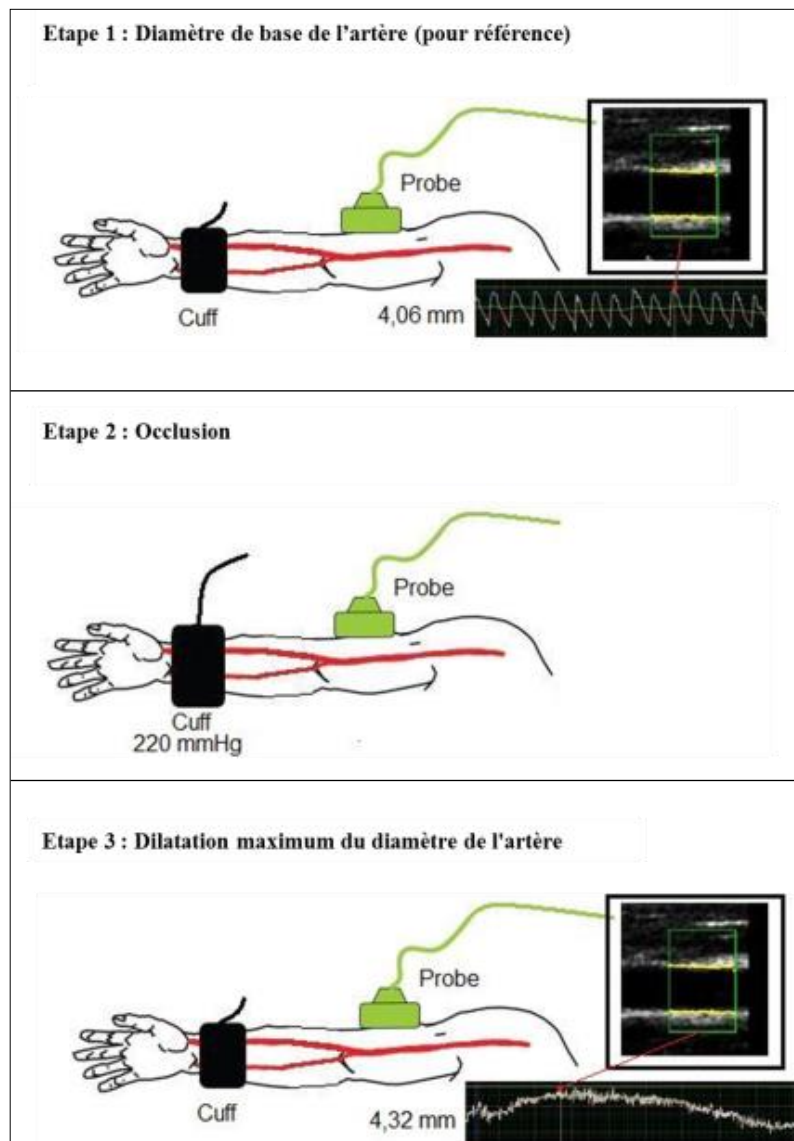 Etape 1 : Diamètre de base de l'artère (pour référence)
Probe
Cuff
4,06 mm
Etape 2 : Occlusion
Probe
Cuff
220 mmHg
Etape 3 : Dilatation maximum du diamètre de l'artère
Probe
Cuff
4,32 mm